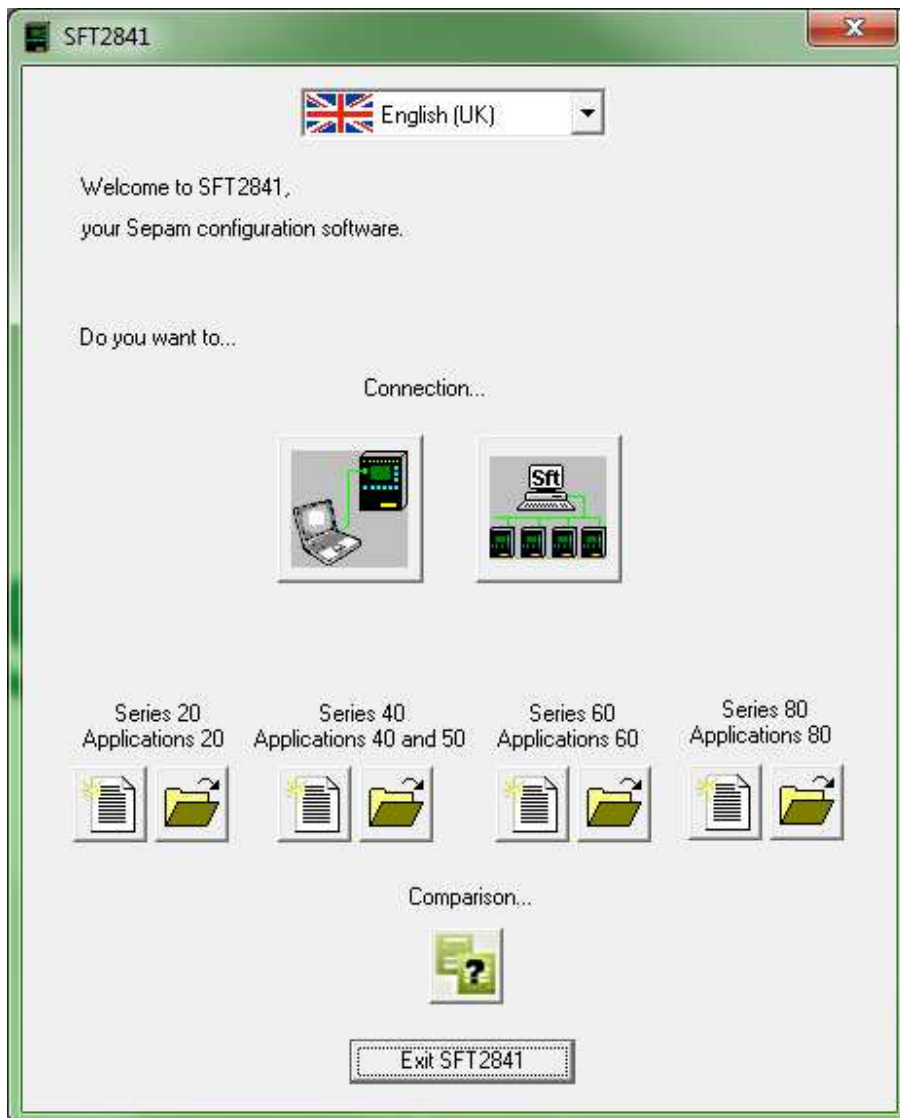 SFT2841
English (UK)
Welcome to SFT2841,
your Sepam configuration software.
Do you want to...
Connection...
Sft
Series 20
Applications 20
Series 40
Applications 40 and 50
Series 60
Applications 60
Series 80
Applications 80
Comparison...
?
Exit SFT2841